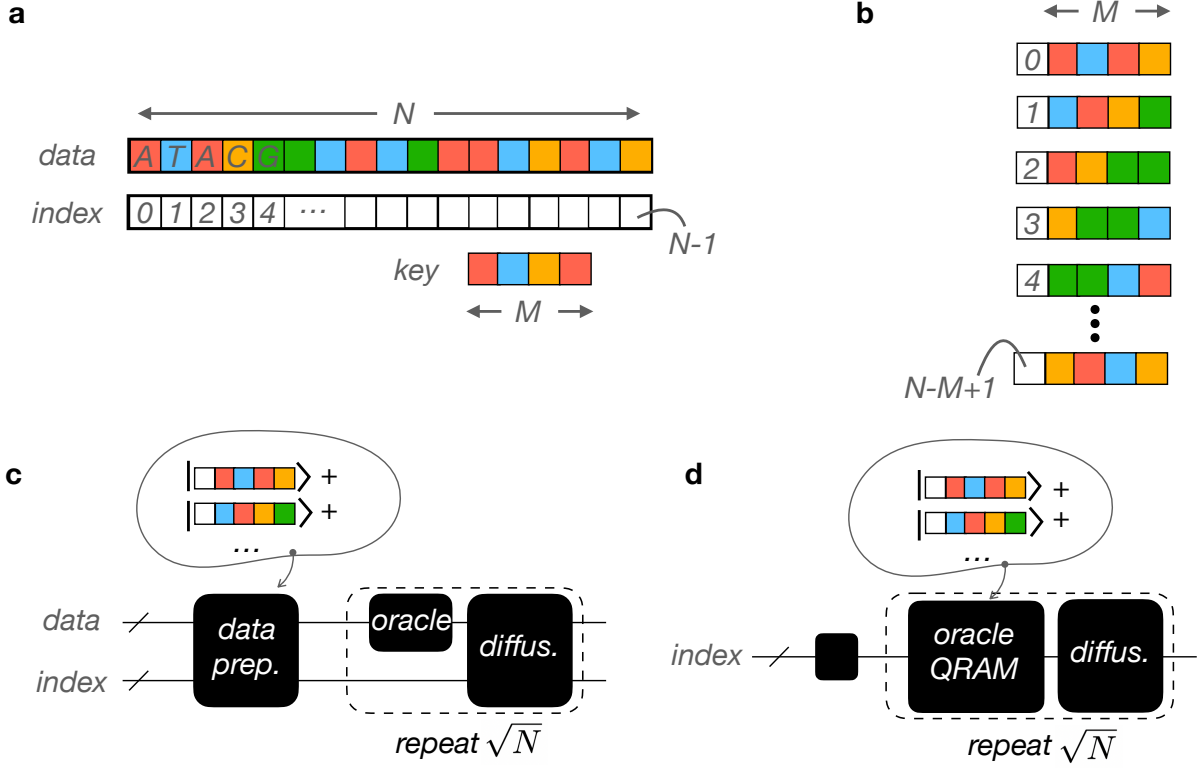 a
N
data A T A C G
index 0 1 2 3 4 ...
N-1
key
M
b
M
0
1
2
3
4
N-M+1
c
+
+
...
data
index
data
prep.
oracle
diffus.
repeat √N
d
+
+
...
index
oracle
QRAM
diffus.
repeat √N